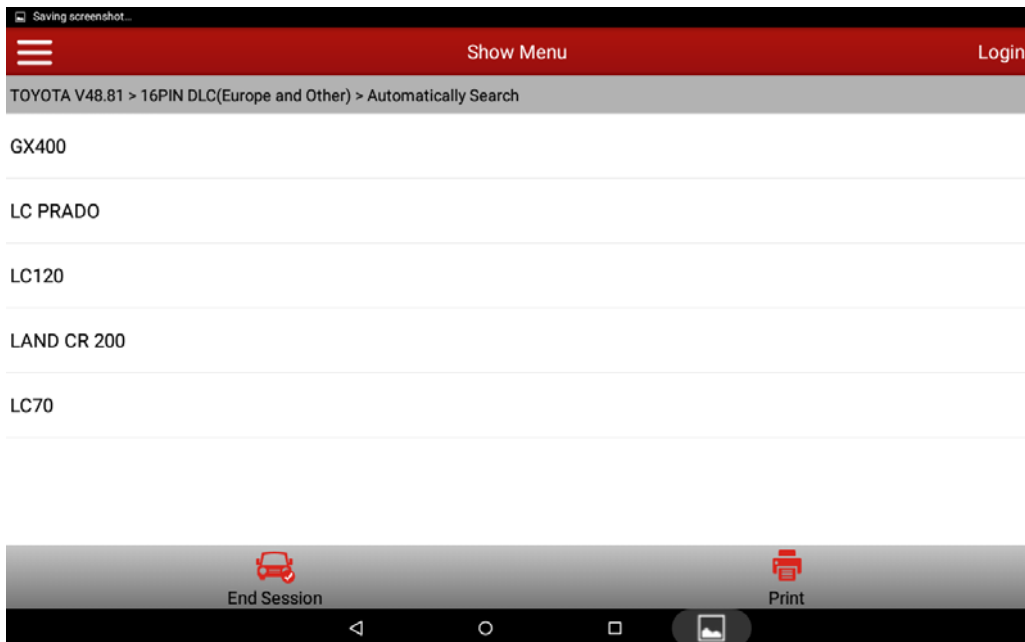 Saving screenshot...
Show Menu
Login
TOYOTA V48.81 > 16PIN DLC(Europe and Other) > Automatically Search
GX400
LC PRADO
LC120
LAND CR 200
LC70
End Session
Print